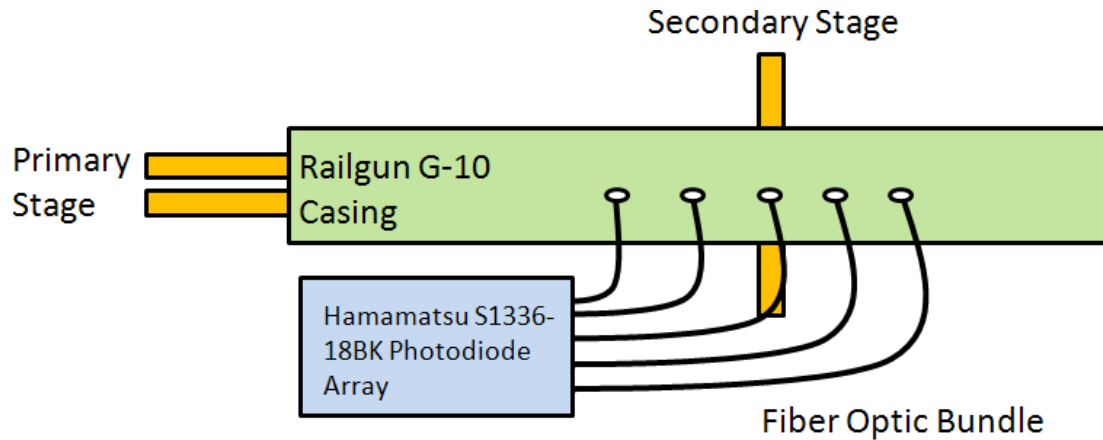 Secondary Stage
Primary
Stage
Railgun G-10
Casing
Hamamatsu S1336-
18BK Photodiode
Array
Fiber Optic Bundle